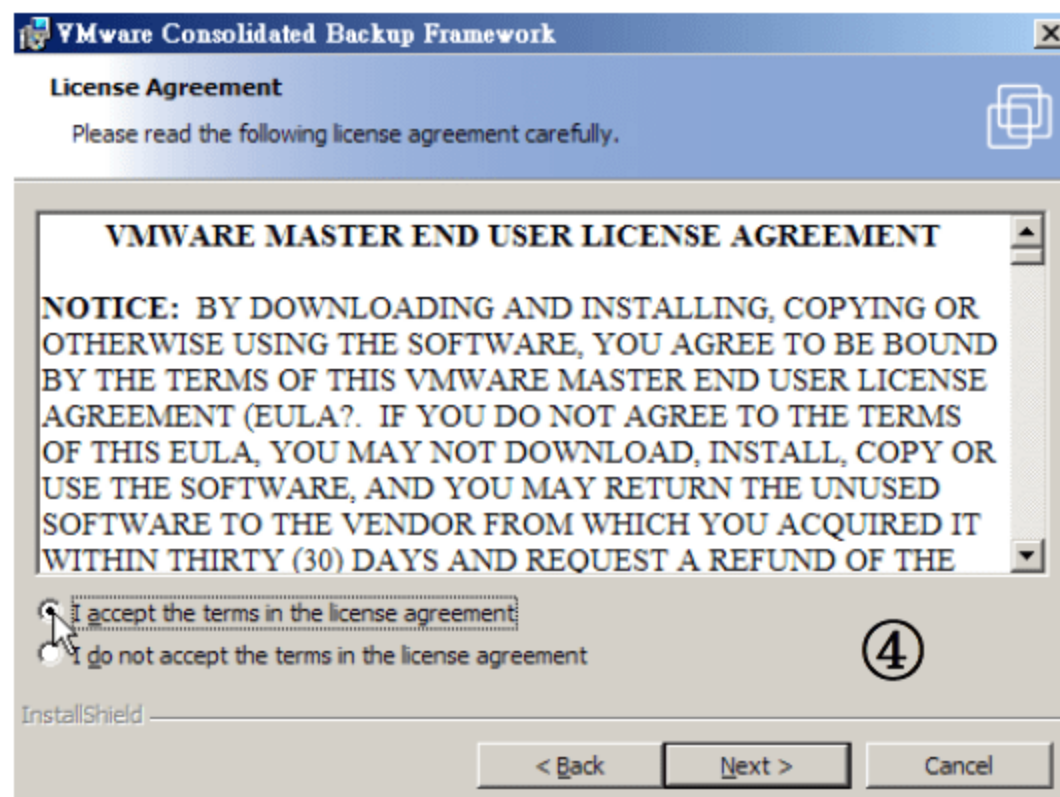 VMware Consolidated Backup Framework
License Agreement
Please read the following license agreement carefully.
VMWARE MASTER END USER LICENSE AGREEMENT
NOTICE: BY DOWNLOADING AND INSTALLING, COPYING OR
OTHERWISE USING THE SOFTWARE, YOU AGREE TO BE BOUND
BY THE TERMS OF THIS VMWARE MASTER END USER LICENSE
AGREEMENT (EULA?. IF YOU DO NOT AGREE TO THE TERMS
OF THIS EULA, YOU MAY NOT DOWNLOAD, INSTALL, COPY OR
USE THE SOFTWARE, AND YOU MAY RETURN THE UNUSED
SOFTWARE TO THE VENDOR FROM WHICH YOU ACQUIRED IT
WITHIN THIRTY (30) DAYS AND REQUEST A REFUND OF THE
I accept the terms in the license agreement
I do not accept the terms in the license agreement
④
InstallShield
< Back Next > Cancel